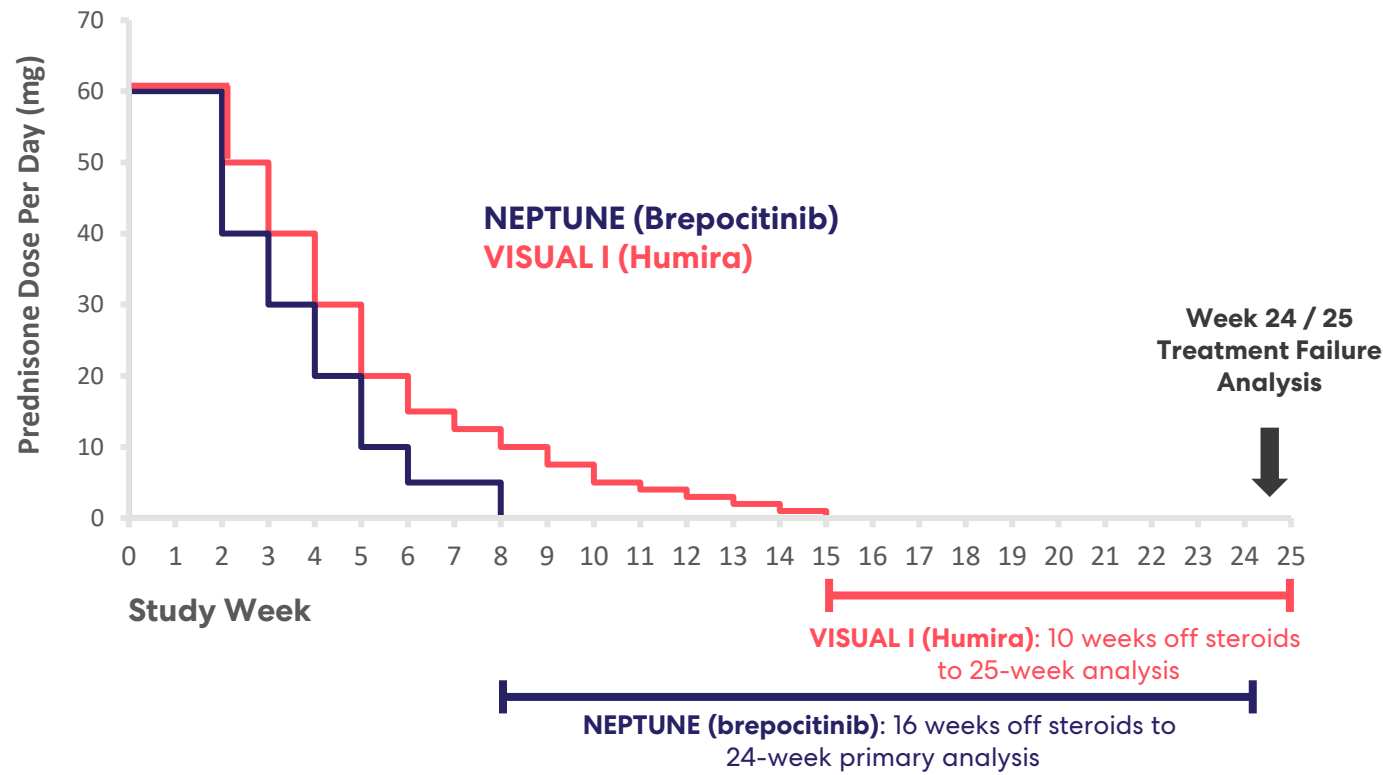 Prednisone Dose Per Day (mg)
70
60
50
40
30
20
10
0
NEPTUNE (Brepocitinib)
VISUAL I (Humira)
Week 24 / 25
Treatment Failure
Analysis
0 1 2 3 4 5 6 7 8 9 10 11 12 13 14 15 16 17 18 19 20 21 22 23 24 25
Study Week
VISUAL I (Humira): 10 weeks off steroids
to 25-week analysis
NEPTUNE (brepocitinib): 16 weeks off steroids to
24-week primary analysis